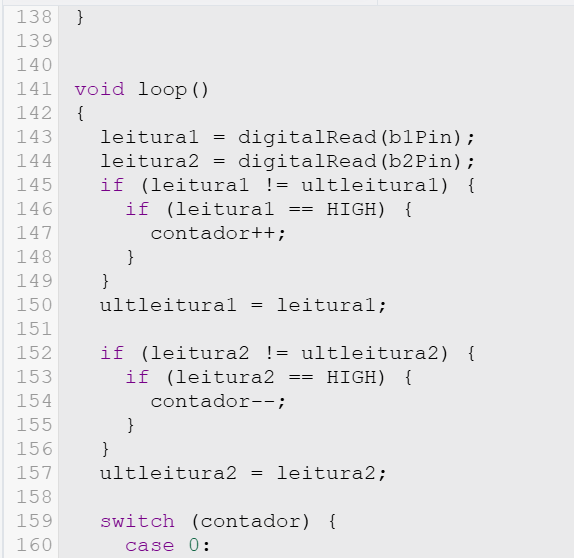 138 }
139
140
141 void loop()
142 {
143   leitura1 = digitalRead(b1Pin);
144   leitura2 = digitalRead(b2Pin);
145   if (leitura1 != ultleitura1) {
146     if (leitura1 == HIGH) {
147       contador++;
148     }
149   }
150   ultleitura1 = leitura1;
151
152   if (leitura2 != ultleitura2) {
153     if (leitura2 == HIGH) {
154       contador--;
155     }
156   }
157   ultleitura2 = leitura2;
158
159   switch (contador) {
160     case 0: